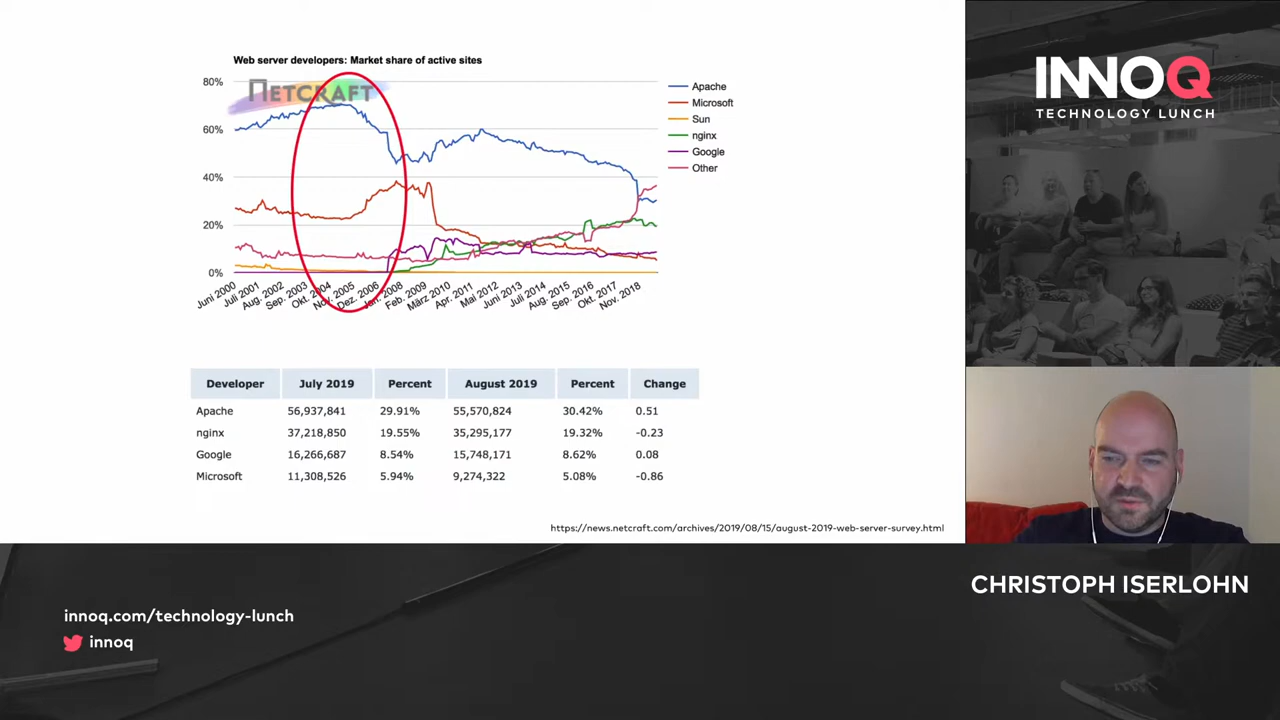 Web server developers: Market share of active sites
NETCRAFT
80%
60%
40%
20%
0%
Apache
Microsoft
Sun
nginx
Google
Other
Juni 2000
Juli 2001
Aug. 2002
Sep. 2003
Okt. 2004
Nov. 2005
Dez. 2006
Jan. 2008
Feb. 2009
März 2010
Apr. 2011
Mai 2012
Juni 2013
Juli 2014
Aug. 2015
Sep. 2016
Okt. 2017
Nov. 2018
Developer July 2019 Percent August 2019 Percent Change
Apache 56,937,841 29.91% 55,570,824 30.42% 0.51
nginx 37,218,850 19.55% 35,295,177 19.32% -0.23
Google 16,266,687 8.54% 15,748,171 8.62% 0.08
Microsoft 11,308,526 5.94% 9,274,322 5.08% -0.86
https://news.netcraft.com/archives/2019/08/15/august-2019-web-server-survey.html
INNOQ
TECHNOLOGY LUNCH
CHRISTOPH ISERLOHN
innoq.com/technology-lunch
innoq